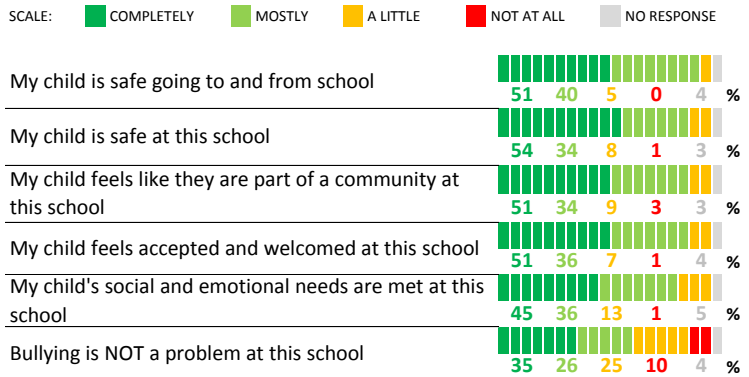 SCALE: COMPLETELY MOSTLY A LITTLE NOT AT ALL NO RESPONSE
My child is safe going to and from school
51 40 5 0 4 %
My child is safe at this school
54 34 8 1 3 %
My child feels like they are part of a community at
this school
51 34 9 3 3 %
My child feels accepted and welcomed at this school
51 36 7 1 4 %
My child's social and emotional needs are met at this
school
45 36 13 1 5 %
Bullying is NOT a problem at this school
35 26 25 10 4 %